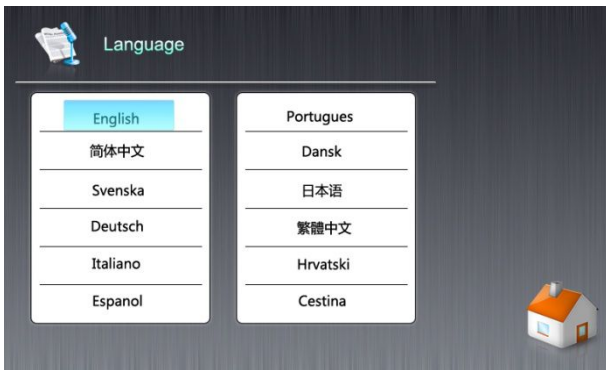 Language
English
简体中文
Svenska
Deutsch
Italiano
Espanol
Portugues
Dansk
日本语
繁體中文
Hrvatski
Cestina